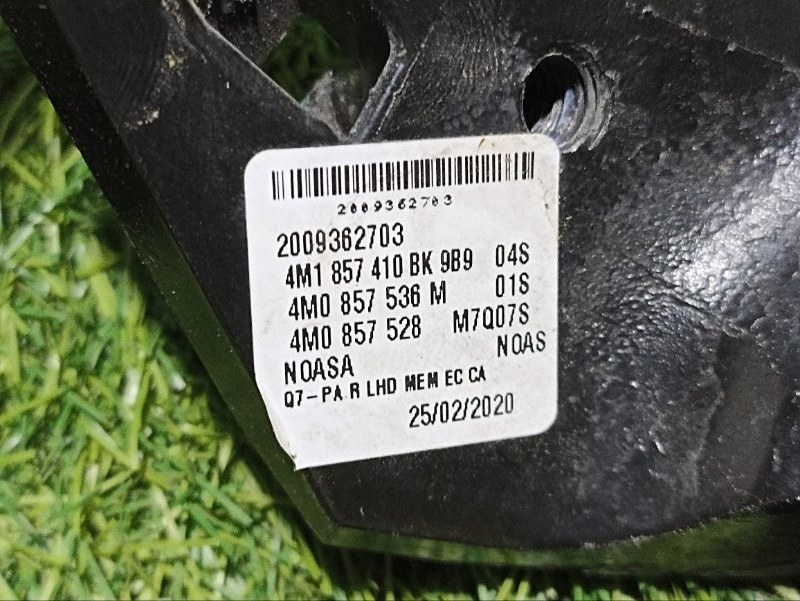 2009362703
2009362703
4M1 857 410 BK 9B9 04S
4M0 857 536 M 01S
4M0 857 528 M7Q07S
NOASA NOAS
Q7-PA R LHD MEM EC CA
25/02/2020